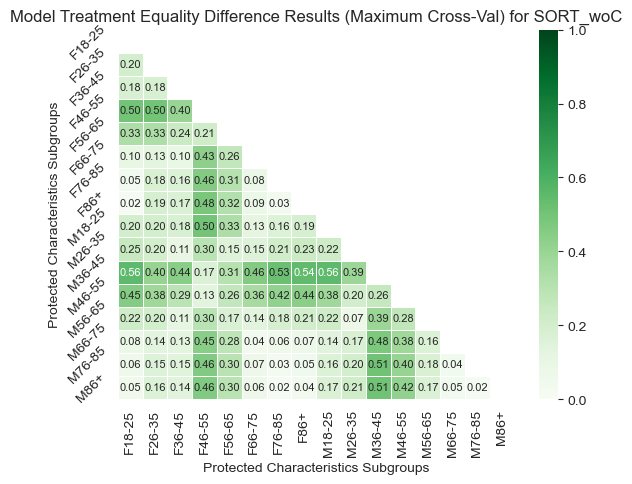 Model Treatment Equality Difference Results (Maximum Cross-Val) for SORT_woC
F18-25
F26-35 0.20
F36-45 0.18 0.18
F46-55 0.50 0.50 0.40
F56-65 0.33 0.33 0.24 0.21
F66-75 0.10 0.13 0.10 0.43 0.26
F76-85 0.05 0.18 0.16 0.46 0.31 0.08
F86+ 0.02 0.19 0.17 0.48 0.32 0.09 0.03
M18-25 0.20 0.20 0.18 0.50 0.33 0.13 0.16 0.19
M26-35 0.25 0.20 0.11 0.30 0.15 0.15 0.21 0.23 0.22
M36-45 0.56 0.40 0.44 0.17 0.31 0.46 0.53 0.54 0.56 0.39
M46-55 0.45 0.38 0.29 0.13 0.26 0.36 0.42 0.44 0.38 0.20 0.26
M56-65 0.22 0.20 0.11 0.30 0.17 0.14 0.18 0.21 0.22 0.07 0.39 0.28
M66-75 0.08 0.14 0.13 0.45 0.28 0.04 0.06 0.07 0.14 0.17 0.48 0.38 0.16
M76-85 0.06 0.15 0.15 0.46 0.30 0.07 0.03 0.05 0.16 0.20 0.51 0.40 0.18 0.04
M86+ 0.05 0.16 0.14 0.46 0.30 0.06 0.02 0.04 0.17 0.21 0.51 0.42 0.17 0.05 0.02
F18-25 F26-35 F36-45 F46-55 F56-65 F66-75 F76-85 F86+ M18-25 M26-35 M36-45 M46-55 M56-65 M66-75 M76-85 M86+
Protected Characteristics Subgroups
Protected Characteristics Subgroups
1.0
0.8
0.6
0.4
0.2
0.0